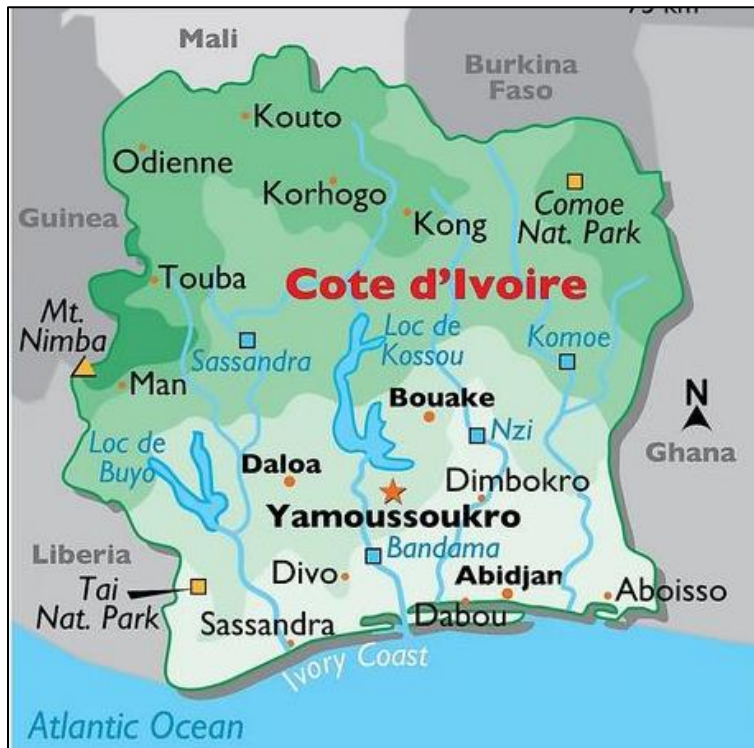 75 km
Mali
Burkina
Faso
Kouto
Odienne
Korhogo
Comoe
Nat. Park
Guinea
Kong
Touba
Cote d'Ivoire
Mt.
Nimba
Sassandra
Loc de
Kossou
Komoe
Man
Bouake
N
Nzi
Ghana
Loc de
Buyo
Daloa
Dimbokro
Yamoussoukro
Bandama
Liberia
Tai
Nat. Park
Divo
Abidjan
Aboisso
Dabou
Sassandra
Ivory Coast
Atlantic Ocean